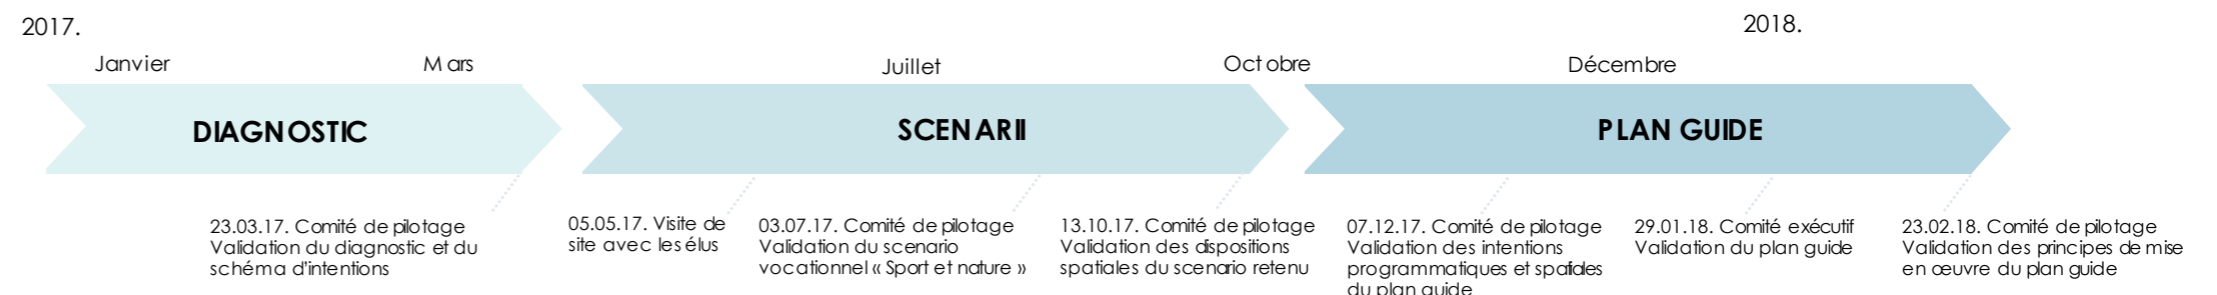 2017.
2018.
Janvier
Mars
Juillet
Octobre
Décembre
DIAGNOSTIC
SCENARII
PLAN GUIDE
23.03.17. Comité de pilotage
Validation du diagnostic et du
schéma d'intentions
05.05.17. Visite de
site avec les élus
03.07.17. Comité de pilotage
Validation du scenario
vocationnel « Sport et nature »
13.10.17. Comité de pilotage
Validation des dispositions
spatiales du scenario retenu
07.12.17. Comité de pilotage
Validation des intentions
programmatiques et spatiales
du plan guide
29.01.18. Comité exécutif
Validation du plan guide
23.02.18. Comité de pilotage
Validation des principes de mise
en œuvre du plan guide